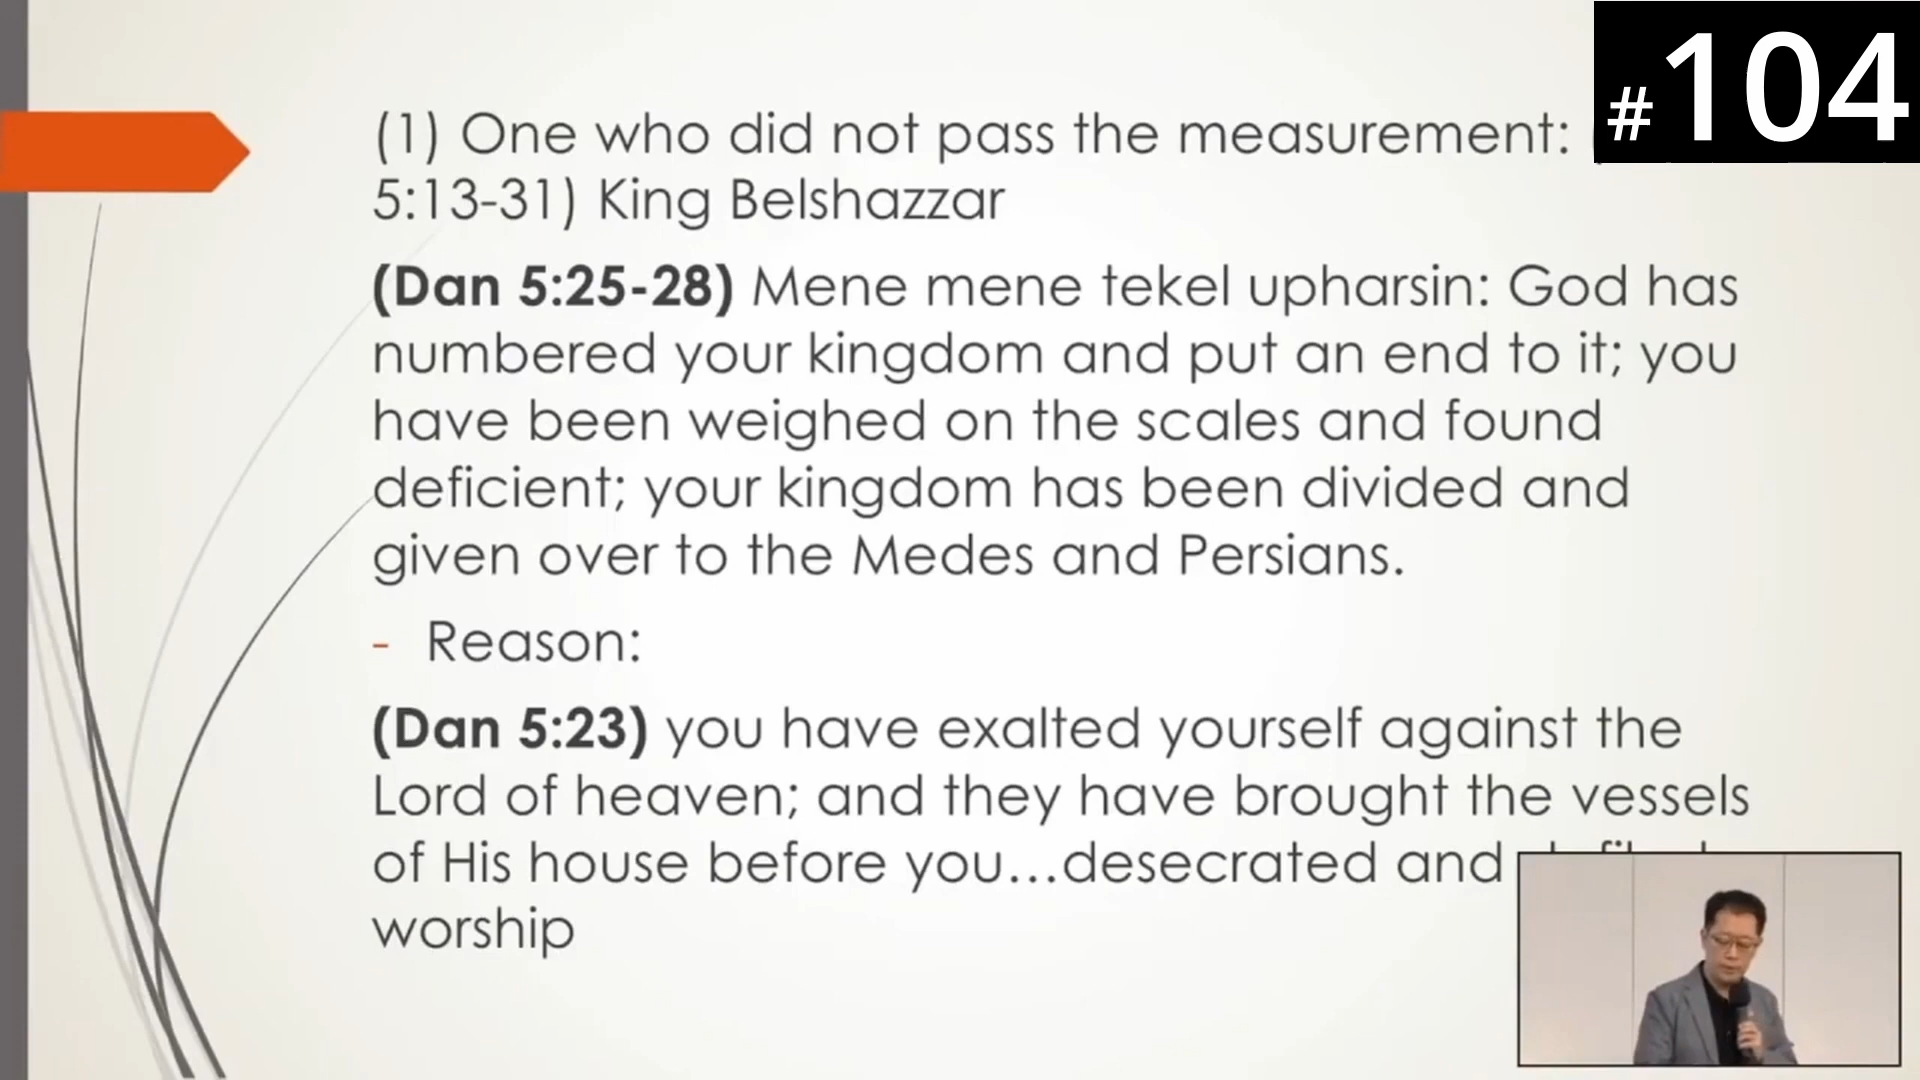 #104
(1) One who did not pass the measurement:
5:13-31) King Belshazzar
(Dan 5:25-28) Mene mene tekel upharsin: God has
numbered your kingdom and put an end to it; you
have been weighed on the scales and found
deficient; your kingdom has been divided and
given over to the Medes and Persians.
- Reason:
(Dan 5:23) you have exalted yourself against the
Lord of heaven; and they have brought the vessels
of His house before you...desecrated and
worship